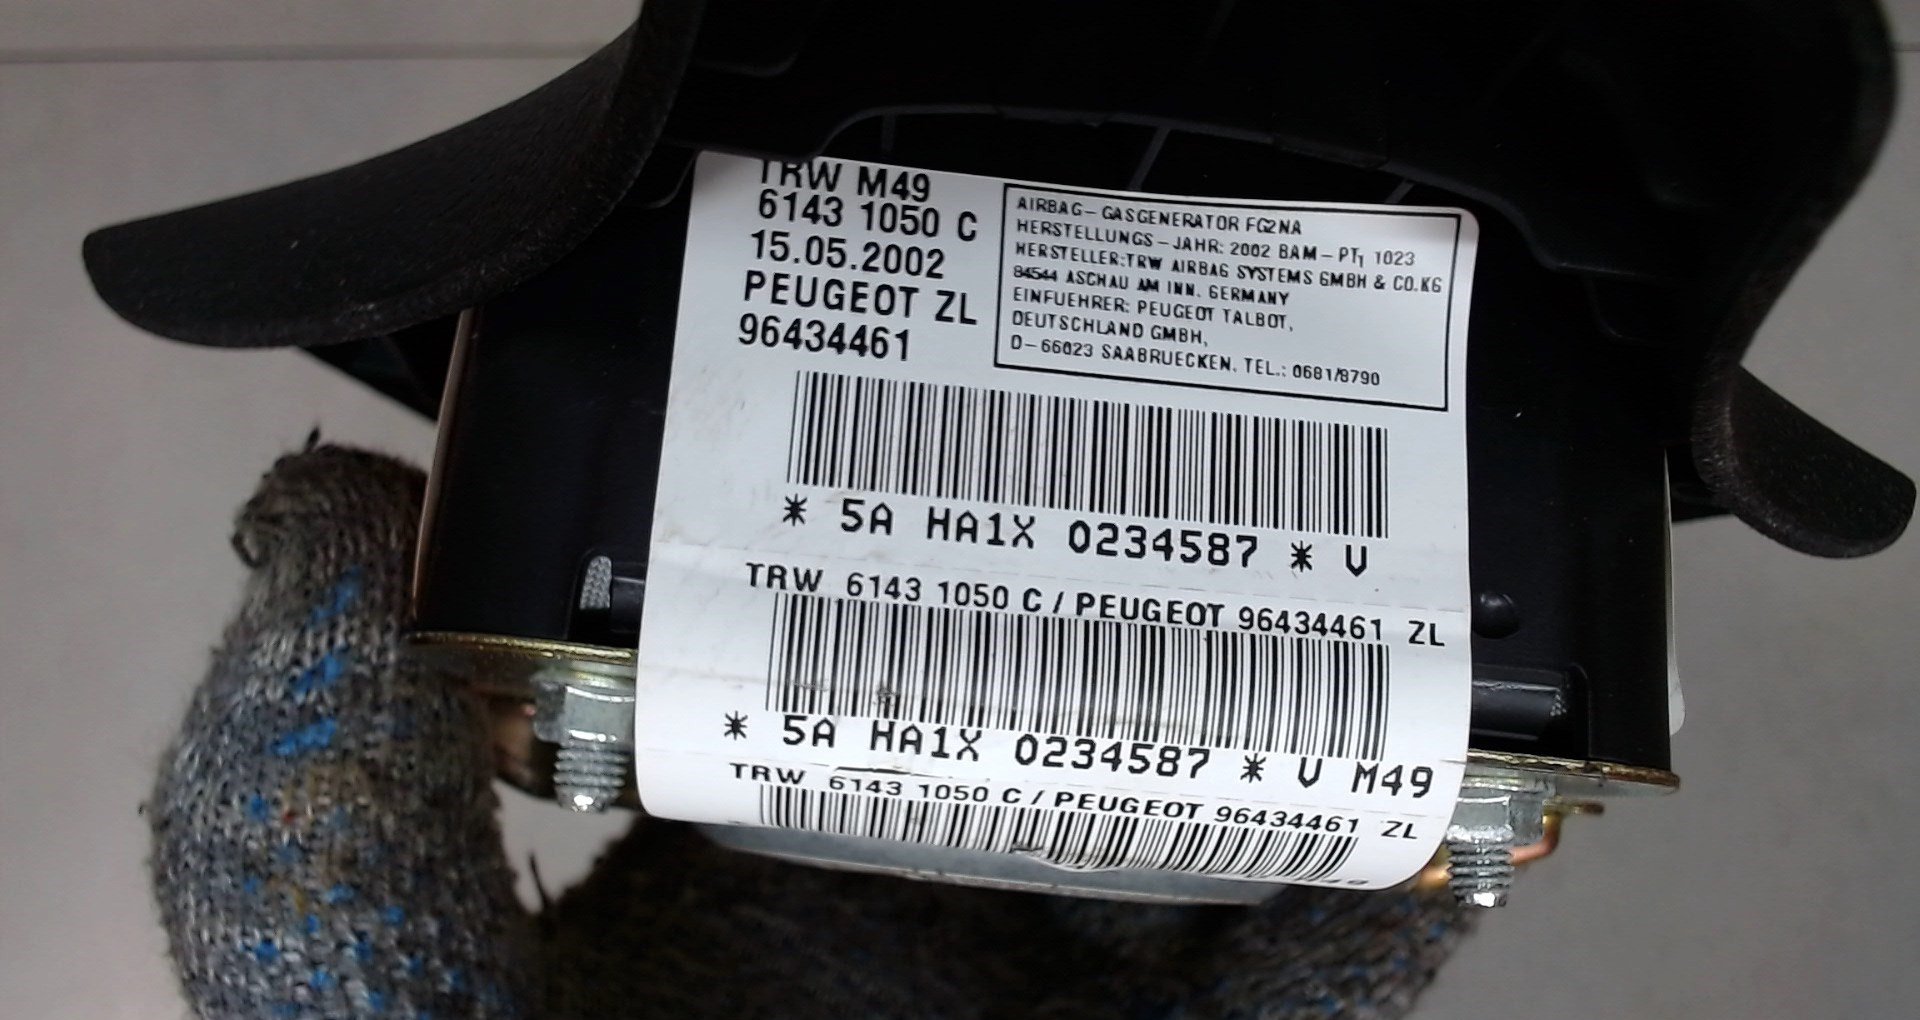 TRW M49
6143 1050 C
15.05.2002
PEUGEOT ZL
96434461
AIRBAG-GASGENERATOR FG2NA
HERSTELLUNGS-JAHR: 2002 BAM-PT1 1023
HERSTELLER:TRW AIRBAG SYSTEMS GMBH & CO.KG
84544 ASCHAU AM INN. GERMANY
EINFUEHRER: PEUGEOT TALBOT,
DEUTSCHLAND GMBH,
D-66023 SAABRUECKEN. TEL.: 0681/8790
* 5A HA1X 0234587 * V
TRW 6143 1050 C / PEUGEOT 96434461 ZL
* 5A HA1X 0234587 * V M49
TRW 6143 1050 C / PEUGEOT 96434461 ZL